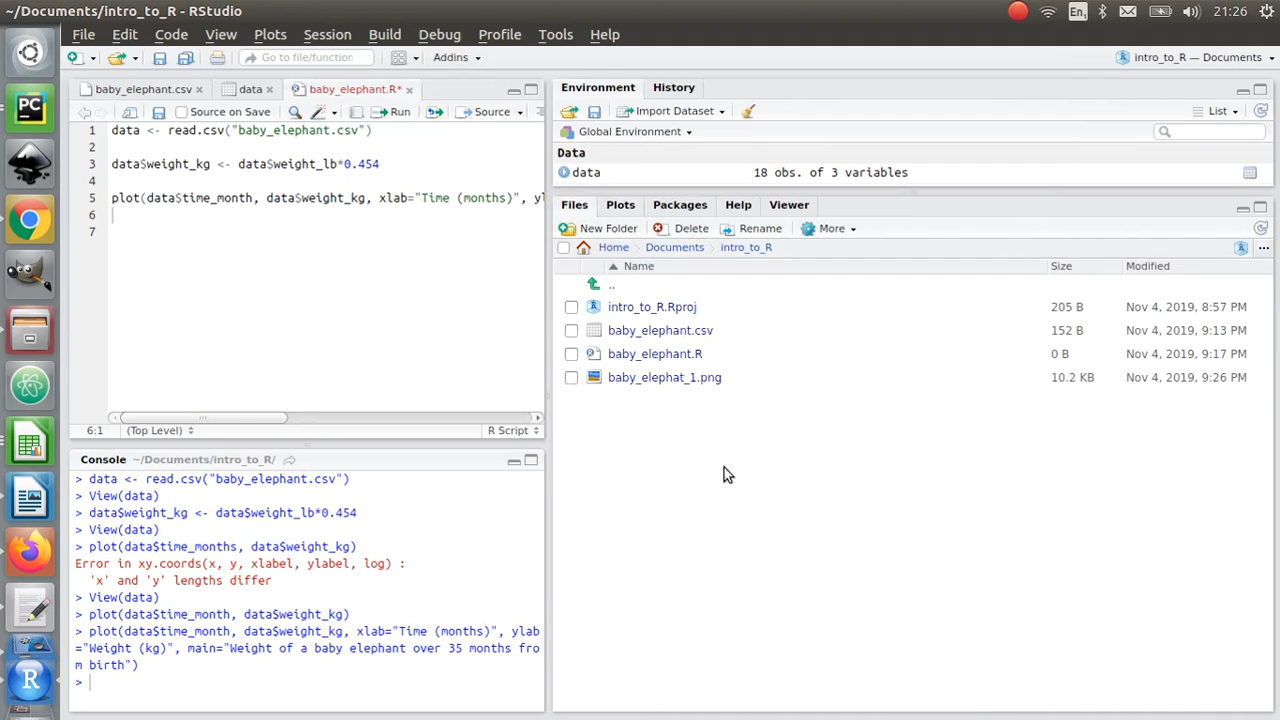 ~/Documents/intro_to_R - RStudio
En
21:26
File Edit Code View Plots Session Build Debug Profile Tools Help
Go to file/function
Addins
intro_to_R — Documents
baby_elephant.csv
data
baby_elephant.R*
Source on Save
Run
Source
1 data <- read.csv("baby_elephant.csv")
2
3 data$weight_kg <- data$weight_lb*0.454
4
5 plot(data$time_month, data$weight_kg, xlab="Time (months)", yl
6
7
6:1 (Top Level) R Script
Console ~/Documents/intro_to_R/
> data <- read.csv("baby_elephant.csv")
> View(data)
> data$weight_kg <- data$weight_lb*0.454
> View(data)
> plot(data$time_months, data$weight_kg)
Error in xy.coords(x, y, xlabel, ylabel, log) :
'x' and 'y' lengths differ
> View(data)
> plot(data$time_month, data$weight_kg)
> plot(data$time_month, data$weight_kg, xlab="Time (months)", ylab
="Weight (kg)", main="Weight of a baby elephant over 35 months fro
m birth")
>
Environment History
Import Dataset
List
Global Environment
Data
data 18 obs. of 3 variables
Files Plots Packages Help Viewer
New Folder Delete Rename More
Home Documents intro_to_R
Name Size Modified
..
intro_to_R.Rproj 205 B Nov 4, 2019, 8:57 PM
baby_elephant.csv 152 B Nov 4, 2019, 9:13 PM
baby_elephant.R 0 B Nov 4, 2019, 9:17 PM
baby_elephat_1.png 10.2 KB Nov 4, 2019, 9:26 PM
PC
R